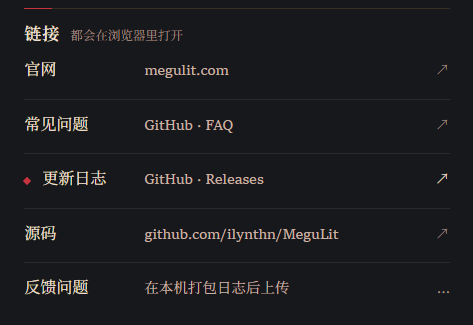 链接 都会在浏览器里打开
官网 megulit.com ↗
常见问题 GitHub · FAQ ↗
◆ 更新日志 GitHub · Releases ↗
源码 github.com/ilynthn/MeguLit ↗
反馈问题 在本机打包日志后上传 …